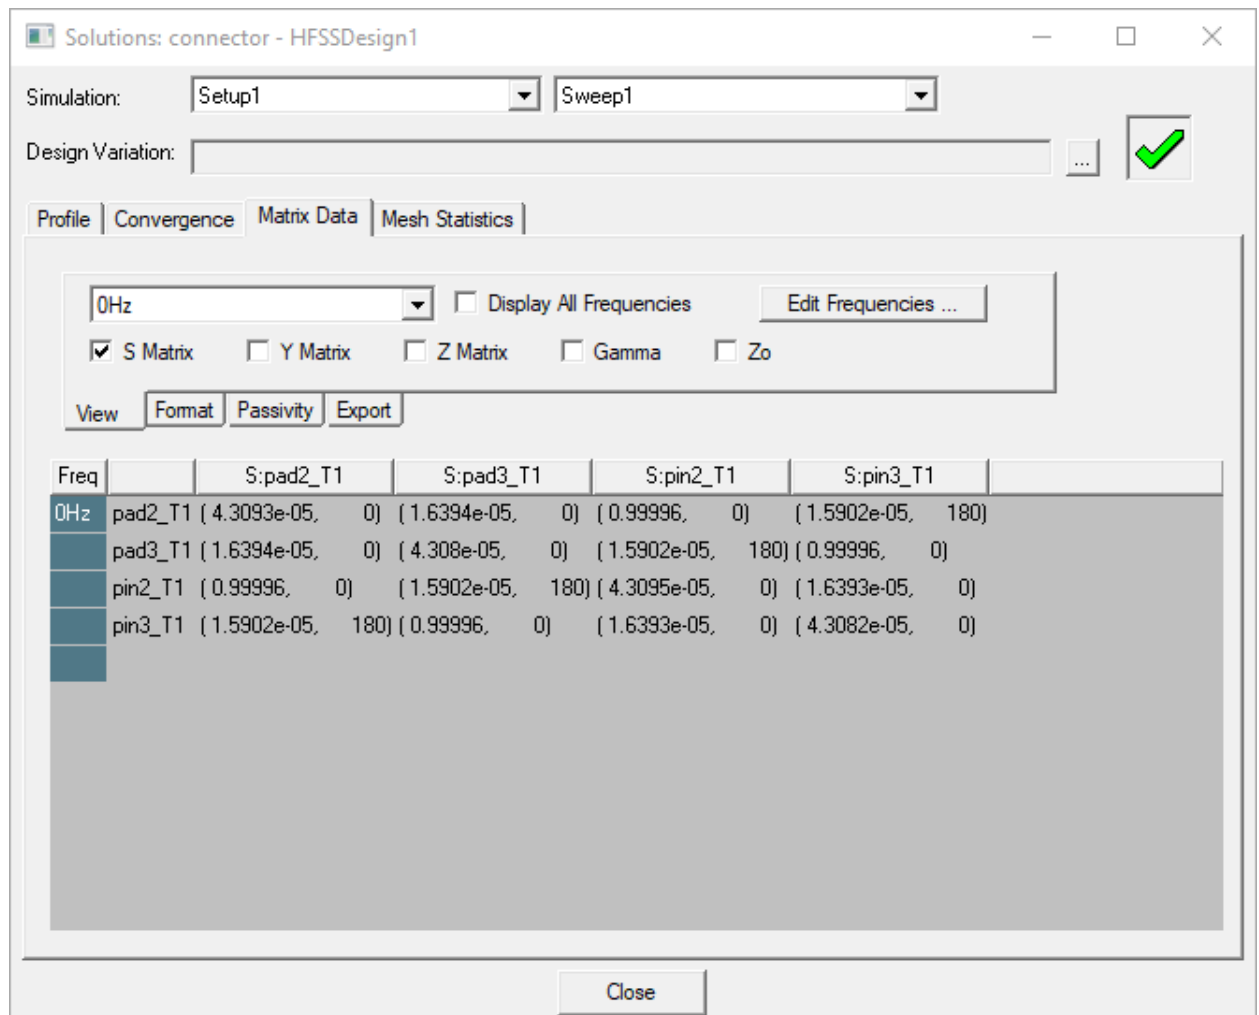 Solutions: connector - HFSSDesign1
Simulation: Setup1 Sweep1
Design Variation: ...
Profile Convergence Matrix Data Mesh Statistics
0Hz Display All Frequencies Edit Frequencies ...
S Matrix Y Matrix Z Matrix Gamma Zo
View Format Passivity Export
Freq S:pad2_T1 S:pad3_T1 S:pin2_T1 S:pin3_T1
0Hz pad2_T1 ( 4.3093e-05, 0) ( 1.6394e-05, 0) ( 0.99996, 0) ( 1.5902e-05, 180)
pad3_T1 ( 1.6394e-05, 0) ( 4.308e-05, 0) ( 1.5902e-05, 180) ( 0.99996, 0)
pin2_T1 ( 0.99996, 0) ( 1.5902e-05, 180) ( 4.3095e-05, 0) ( 1.6393e-05, 0)
pin3_T1 ( 1.5902e-05, 180) ( 0.99996, 0) ( 1.6393e-05, 0) ( 4.3082e-05, 0)
Close